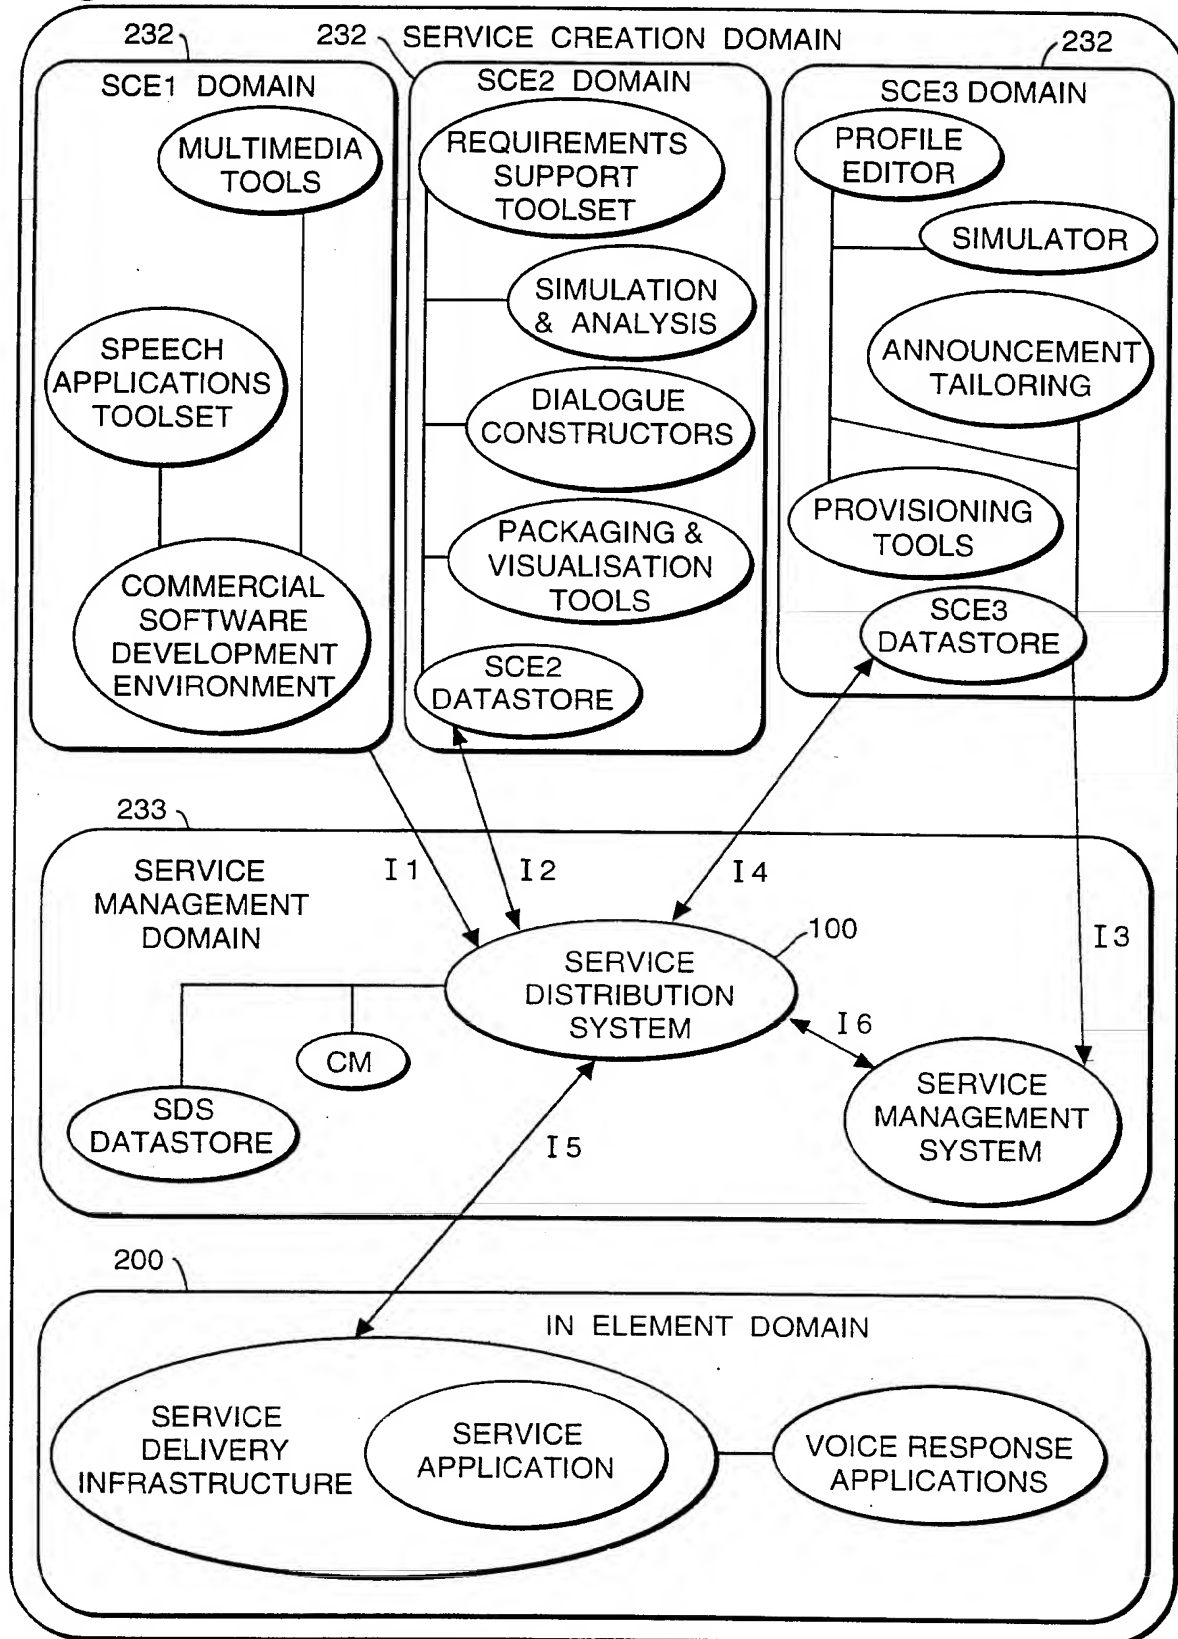 232
232
SERVICE CREATION DOMAIN
232
SCE1 DOMAIN
MULTIMEDIA
TOOLS
SPEECH
APPLICATIONS
TOOLSET
COMMERCIAL
SOFTWARE
DEVELOPMENT
ENVIRONMENT
SCE2 DOMAIN
REQUIREMENTS
SUPPORT
TOOLSET
SIMULATION
& ANALYSIS
DIALOGUE
CONSTRUCTORS
PACKAGING &
VISUALISATION
TOOLS
SCE2
DATASTORE
SCE3 DOMAIN
PROFILE
EDITOR
SIMULATOR
ANNOUNCEMENT
TAILORING
PROVISIONING
TOOLS
SCE3
DATASTORE
233
SERVICE
MANAGEMENT
DOMAIN
I1
I2
I4
I3
100
SERVICE
DISTRIBUTION
SYSTEM
I6
CM
SDS
DATASTORE
SERVICE
MANAGEMENT
SYSTEM
I5
200
IN ELEMENT DOMAIN
SERVICE
DELIVERY
INFRASTRUCTURE
SERVICE
APPLICATION
VOICE RESPONSE
APPLICATIONS